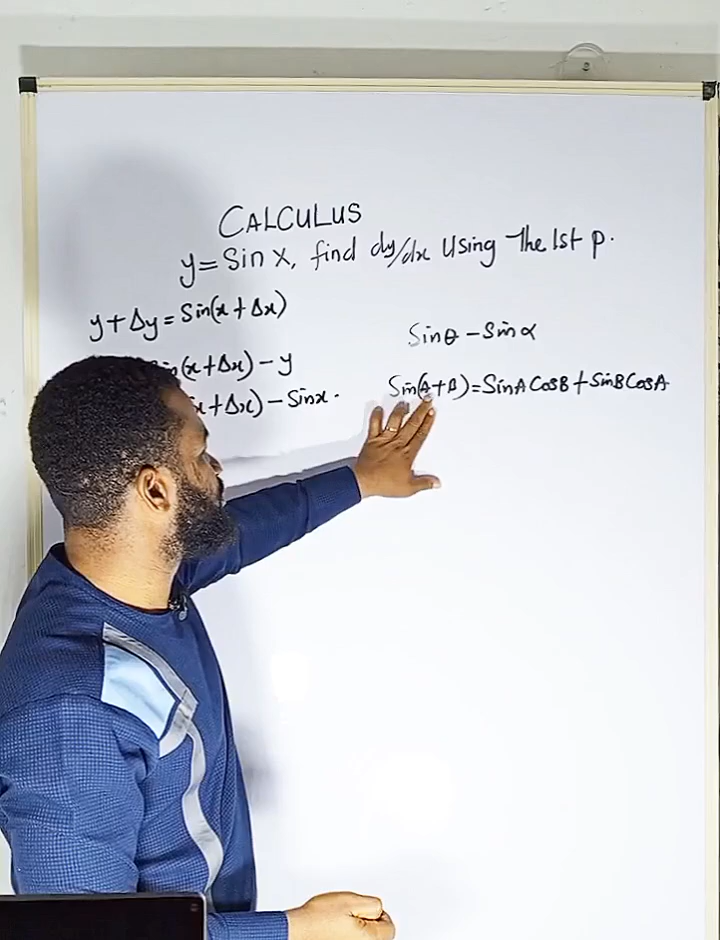 CALCULUS
y = Sin x, find dy/dx Using The 1st p.
y + Δy = Sin(x + Δx)
(x + Δx) - y
x + Δx) - Sinx.
Sinθ - Sinα
Sin(A+B) = SinA CosB + SinB CosA